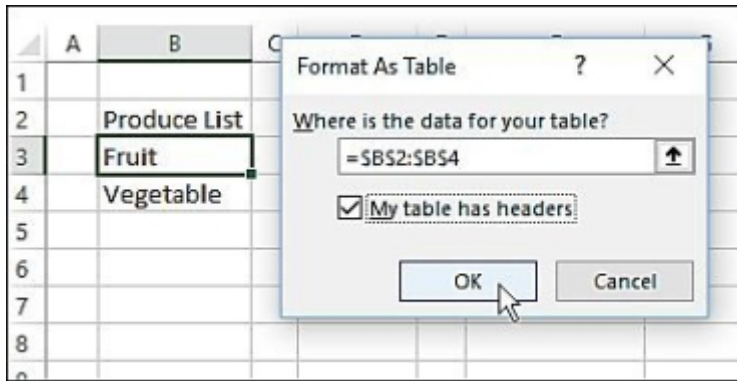 A B C
Format As Table ? ×
1
2 Produce List
Where is the data for your table?
3 Fruit
=$B$2:$B$4
4 Vegetable
My table has headers
5
6
OK Cancel
7
8